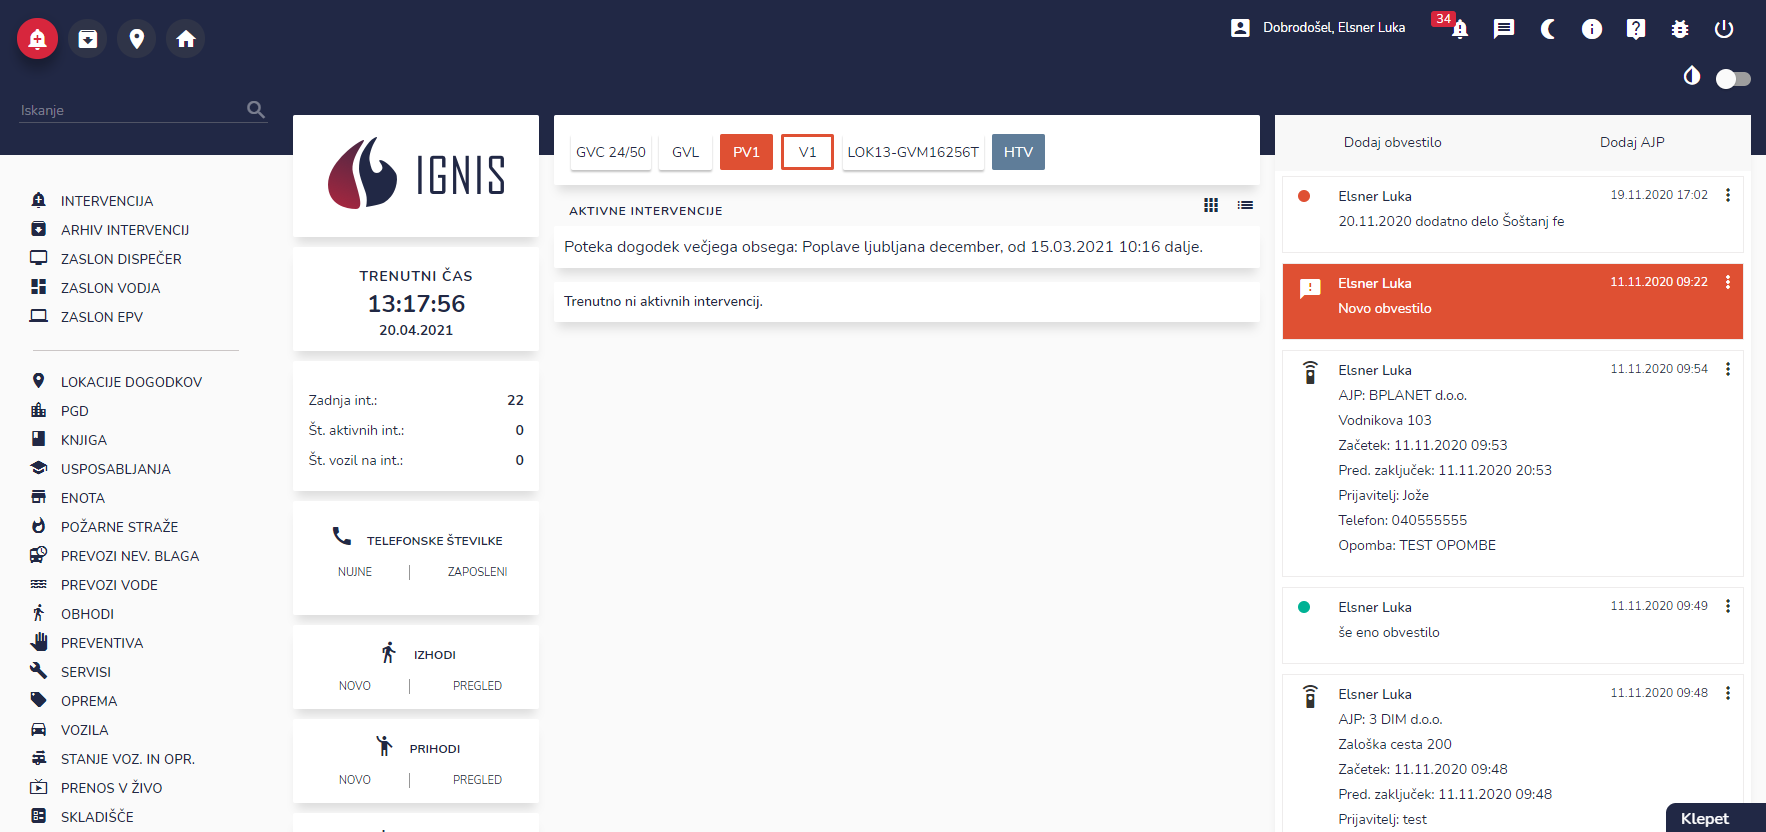 Dobrodošel, Elsner Luka
34
Iskanje
INTERVENCIJA
ARHIV INTERVENCIJ
ZASLON DISPEČER
ZASLON VODJA
ZASLON EPV
LOKACIJE DOGODKOV
PGD
KNJIGA
USPOSABLJANJA
ENOTA
POŽARNE STRAŽE
PREVOZI NEV. BLAGA
PREVOZI VODE
OBHODI
PREVENTIVA
SERVISI
OPREMA
VOZILA
STANJE VOZ. IN OPR.
PRENOS V ŽIVO
SKLADIŠČE
IGNIS
TRENUTNI ČAS
13:17:56
20.04.2021
Zadnja int.: 22
Št. aktivnih int.: 0
Št. vozil na int.: 0
TELEFONSKE ŠTEVILKE
NUJNE | ZAPOSLENI
IZHODI
NOVO | PREGLED
PRIHODI
NOVO | PREGLED
GVC 24/50 GVL PV1 V1 LOK13-GVM16256T HTV
AKTIVNE INTERVENCIJE
Poteka dogodek večjega obsega: Poplave ljubljana december, od 15.03.2021 10:16 dalje.
Trenutno ni aktivnih intervencij.
Dodaj obvestilo Dodaj AJP
Elsner Luka 19.11.2020 17:02
20.11.2020 dodatno delo Šoštanj fe
Elsner Luka 11.11.2020 09:22
Novo obvestilo
Elsner Luka 11.11.2020 09:54
AJP: BPLANET d.o.o.
Vodnikova 103
Začetek: 11.11.2020 09:53
Pred. zaključek: 11.11.2020 20:53
Prijavitelj: Jože
Telefon: 040555555
Opomba: TEST OPOMBE
Elsner Luka 11.11.2020 09:49
še eno obvestilo
Elsner Luka 11.11.2020 09:48
AJP: 3 DIM d.o.o.
Zaloška cesta 200
Začetek: 11.11.2020 09:48
Pred. zaključek: 11.11.2020 09:48
Prijavitelj: test
Klepet